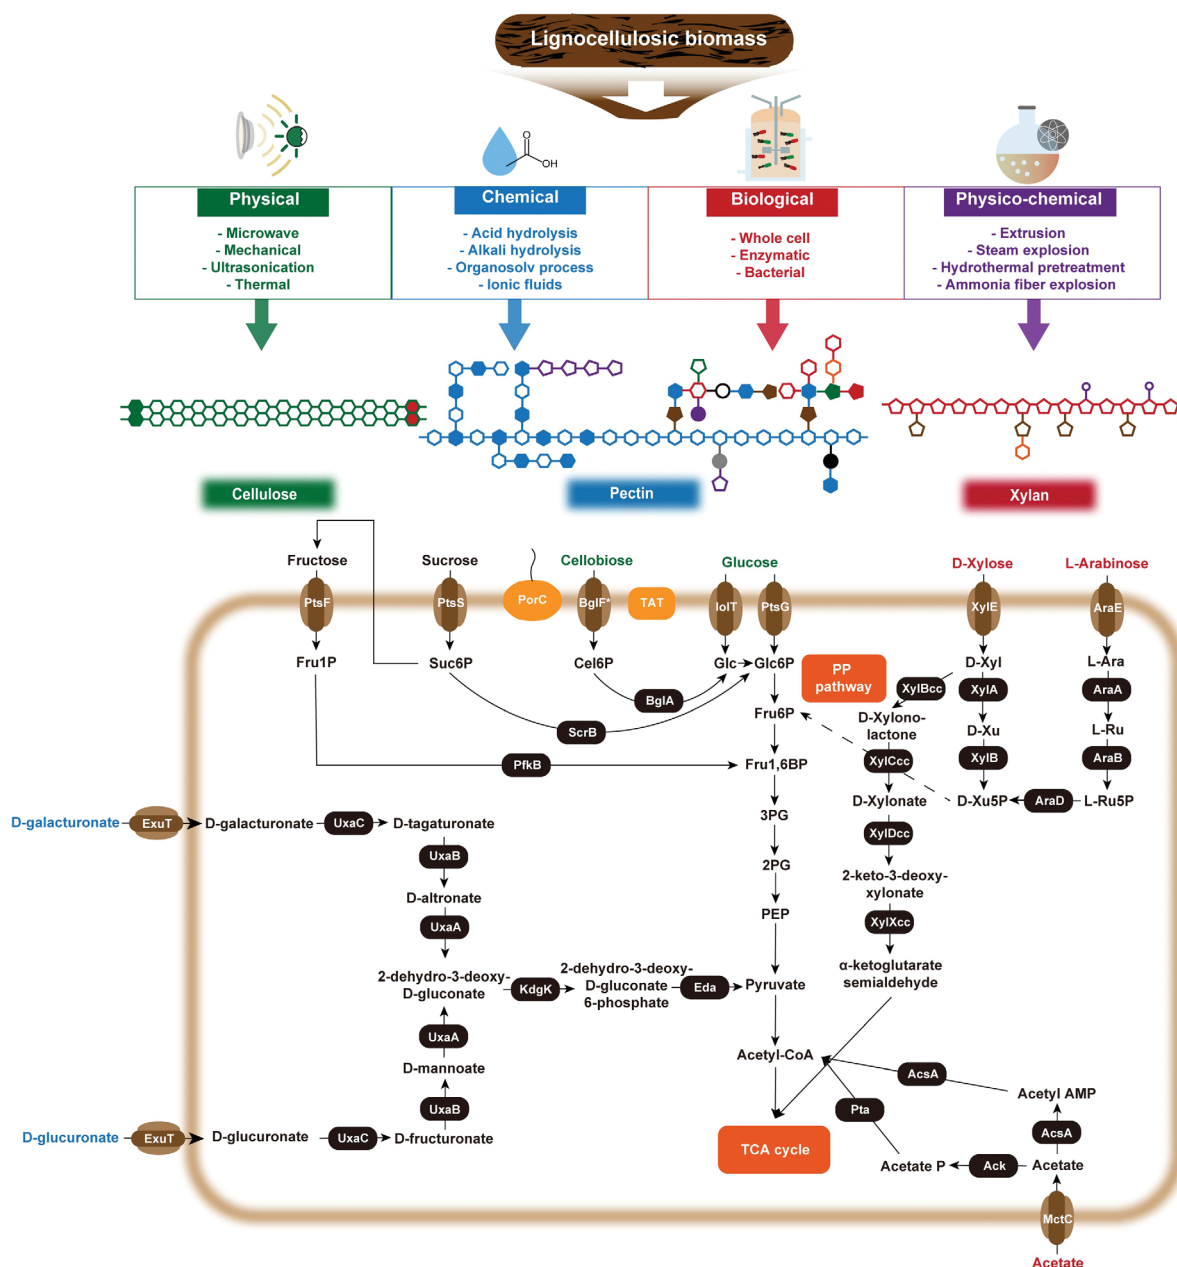 Lignocellulosic biomass
O
OH
Physical
Chemical
Biological
Physico-chemical
- Microwave
- Mechanical
- Ultrasonication
- Thermal
- Acid hydrolysis
- Alkali hydrolysis
- Organosolv process
- Ionic fluids
- Whole cell
- Enzymatic
- Bacterial
- Extrusion
- Steam explosion
- Hydrothermal pretreatment
- Ammonia fiber explosion
Cellulose
Pectin
Xylan
Fructose
Sucrose
Cellobiose
Glucose
D-Xylose
L-Arabinose
PtsF
PtsS
PorC
BglF*
TAT
IolT
PtsG
XylE
AraE
Fru1P
Suc6P
Cel6P
Glc
Glc6P
PP
pathway
D-Xyl
L-Ara
XylBcc
XylA
AraA
BglA
ScrB
Fru6P
D-Xylono-
lactone
D-Xu
L-Ru
PfkB
Fru1,6BP
XylCcc
XylB
AraB
D-Xylonate
D-Xu5P
AraD
L-Ru5P
D-galacturonate
ExuT
D-galacturonate
UxaC
D-tagaturonate
3PG
XylDcc
UxaB
2PG
2-keto-3-deoxy-
xylonate
D-altronate
UxaA
PEP
XylXcc
2-dehydro-3-deoxy-
D-gluconate
KdgK
2-dehydro-3-deoxy-
D-gluconate
6-phosphate
Eda
Pyruvate
α-ketoglutarate
semialdehyde
UxaA
D-mannoate
Acetyl-CoA
AcsA
Acetyl AMP
UxaB
Pta
AcsA
D-glucuronate
ExuT
D-glucuronate
UxaC
D-fructuronate
TCA cycle
Acetate P
Ack
Acetate
MctC
Acetate